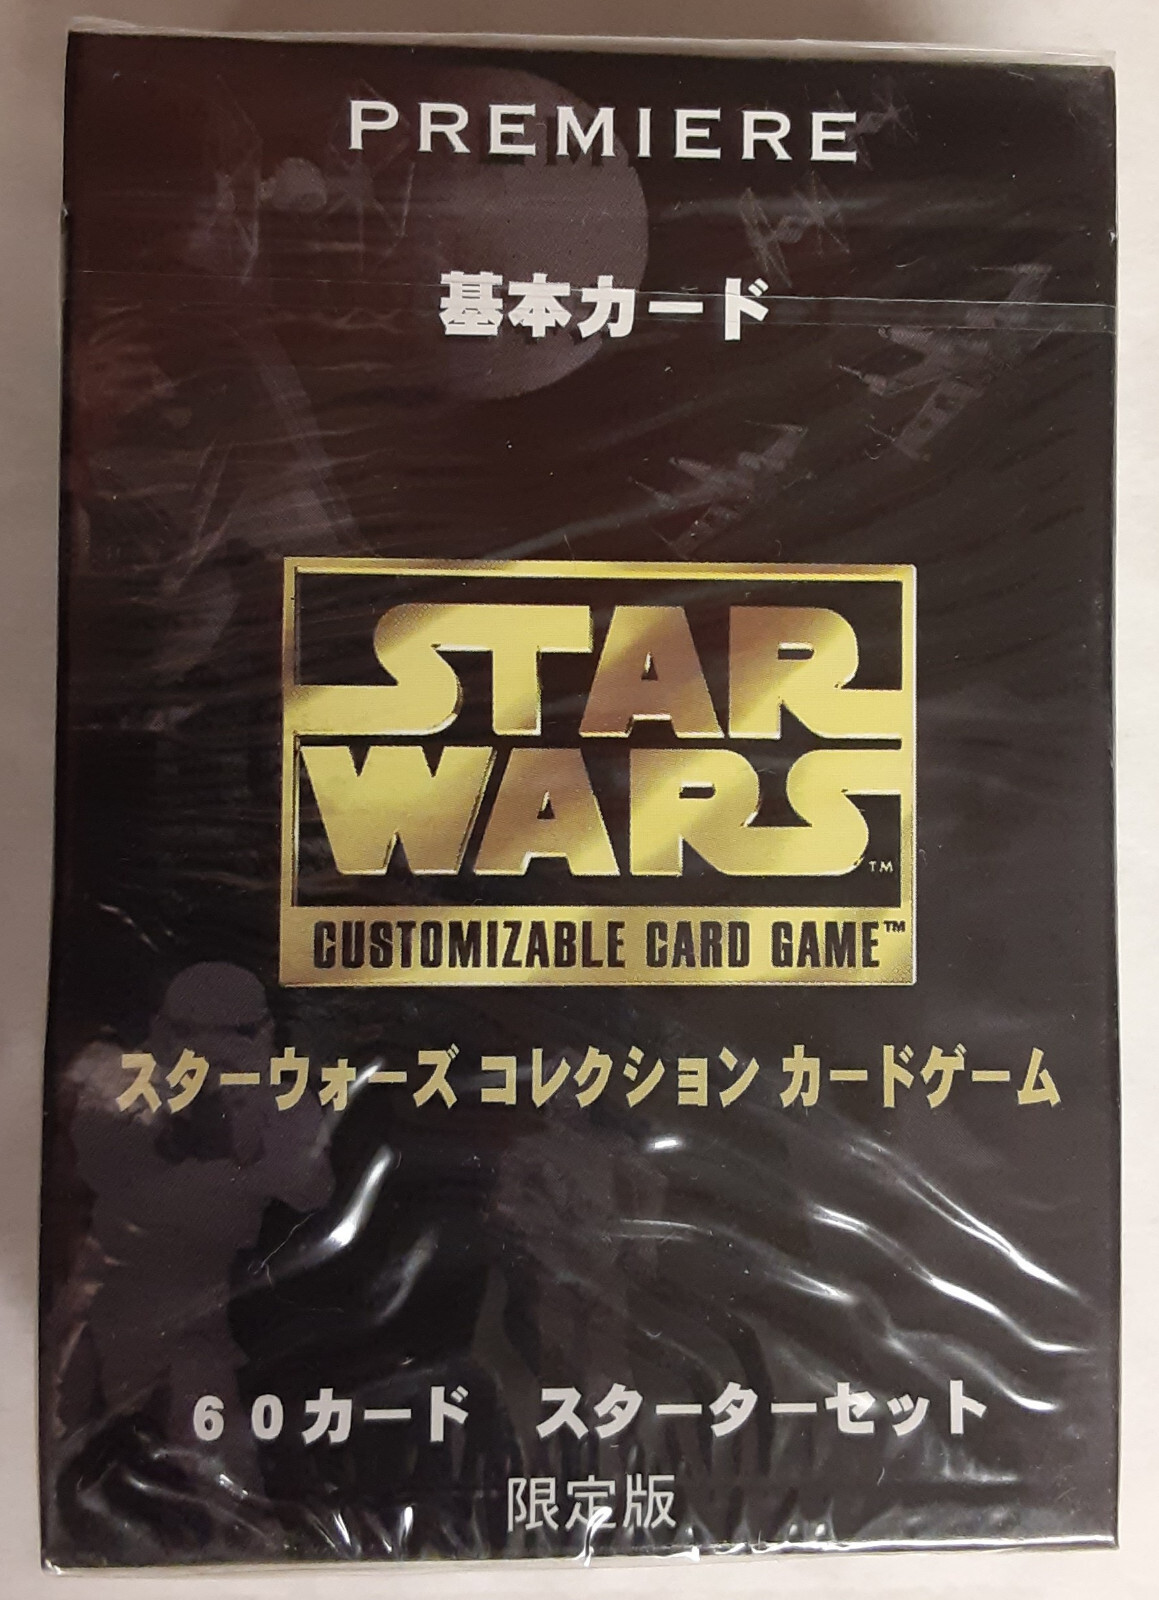 PREMIERE
基本カード
STAR
WARS™
CUSTOMIZABLE CARD GAME™
スターウォーズ コレクション カードゲーム
60カード　スターターセット
限定版